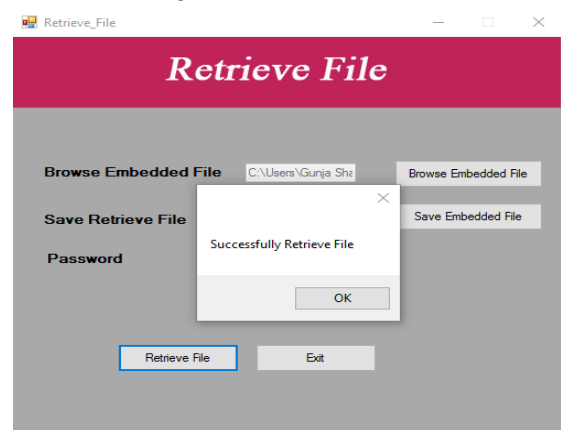 Retrieve_File
Retrieve File
Browse Embedded File C:\Users\Gunja Sha Browse Embedded File
Save Retrieve File Save Embedded File
Successfully Retrieve File
Password
OK
Retrieve File Exit